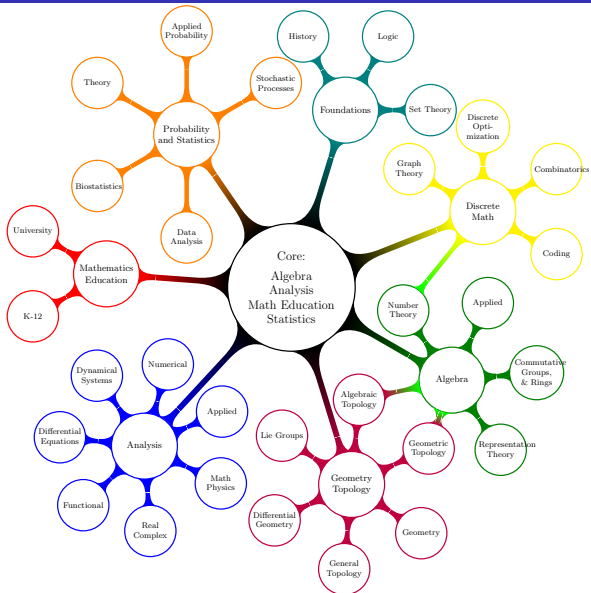 Applied
Probability
History
Logic
Theory
Stochastic
Processes
Foundations
Set Theory
Probability
and Statistics
Discrete
Opti-
mization
Graph
Theory
Combinatorics
Biostatistics
Discrete
Math
University
Data
Analysis
Coding
Mathematics
Education
Core:
Algebra
Analysis
Math Education
Statistics
K-12
Number
Theory
Applied
Numerical
Dynamical
Systems
Commutative
Groups,
& Rings
Algebra
Algebraic
Topology
Applied
Differential
Equations
Lie Groups
Analysis
Geometric
Topology
Representation
Theory
Math
Physics
Geometry
Topology
Functional
Differential
Geometry
Real
Complex
Geometry
General
Topology